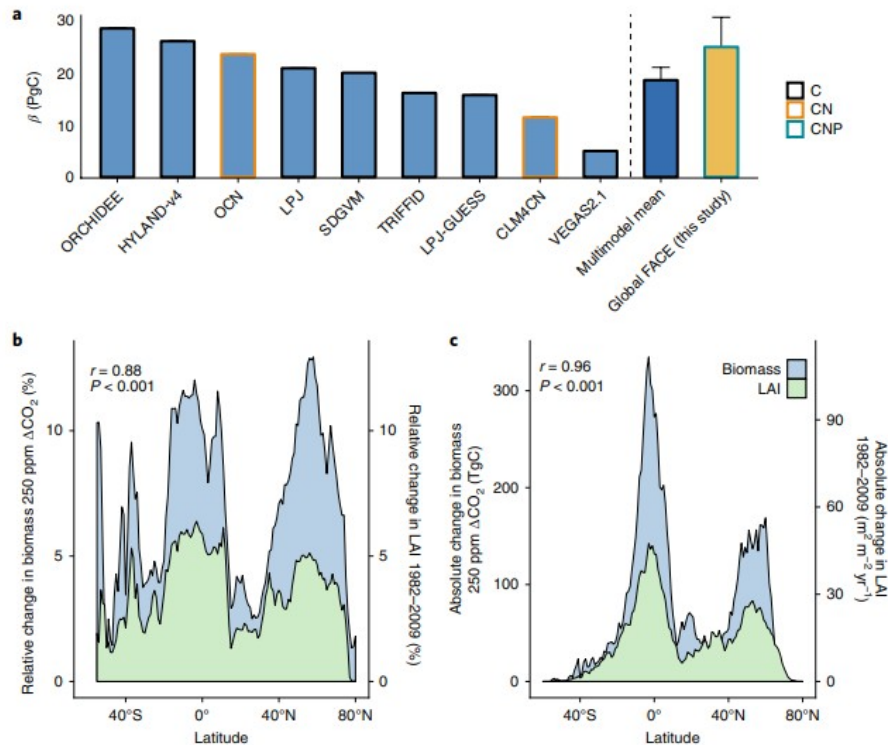 a
30
20
10
0
β (PgC)
ORCHIDEE
HYLAND-v4
OCN
LPJ
SDGVM
TRIFFID
LPJ-GUESS
CLM4CN
VEGAS2.1
Multimodel mean
Global FACE (this study)
C
CN
CNP
b
r = 0.88
P < 0.001
Relative change in biomass 250 ppm ΔCO₂ (%)
10
5
0
Relative change in LAI 1982–2009 (%)
10
5
0
40°S
0°
40°N
80°N
Latitude
c
r = 0.96
P < 0.001
Biomass
LAI
Absolute change in biomass
250 ppm ΔCO₂ (TgC)
300
200
100
0
Absolute change in LAI
1982–2009 (m² m⁻² yr⁻¹)
90
60
30
0
40°S
0°
40°N
80°N
Latitude